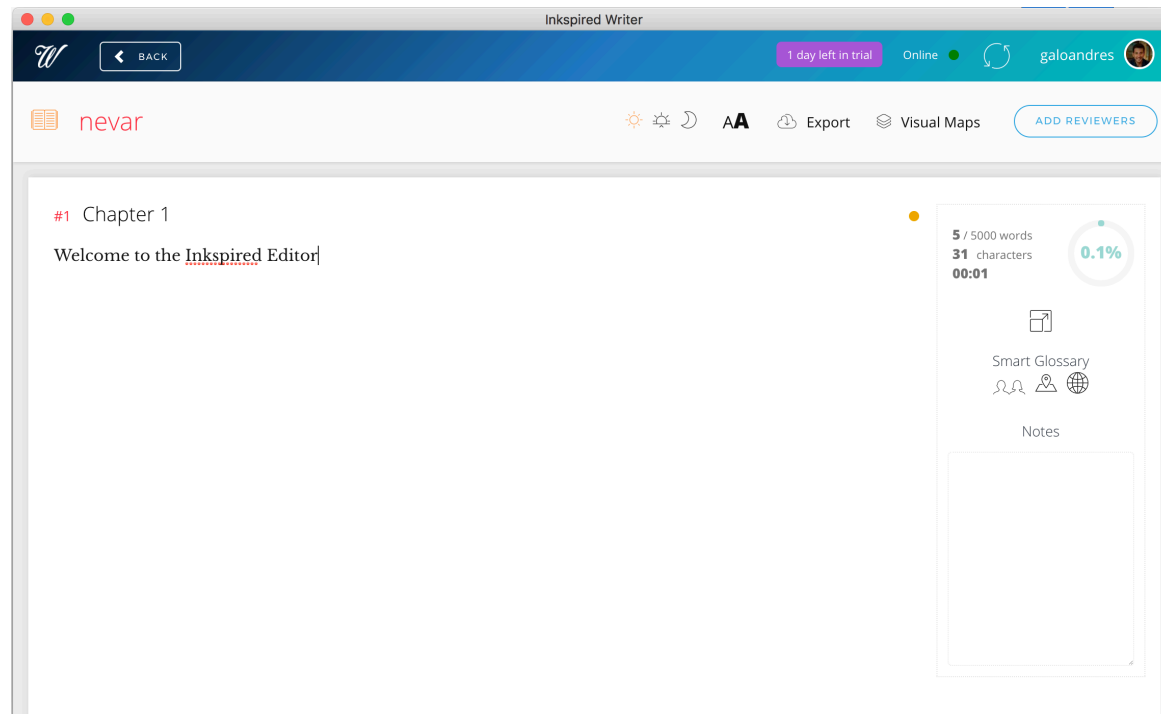 Inkspired Writer
W BACK 1 day left in trial Online galoandres
nevar AA Export Visual Maps ADD REVIEWERS
#1 Chapter 1
Welcome to the Inkspired Editor
5 / 5000 words
31 characters
00:01
0.1%
Smart Glossary
Notes